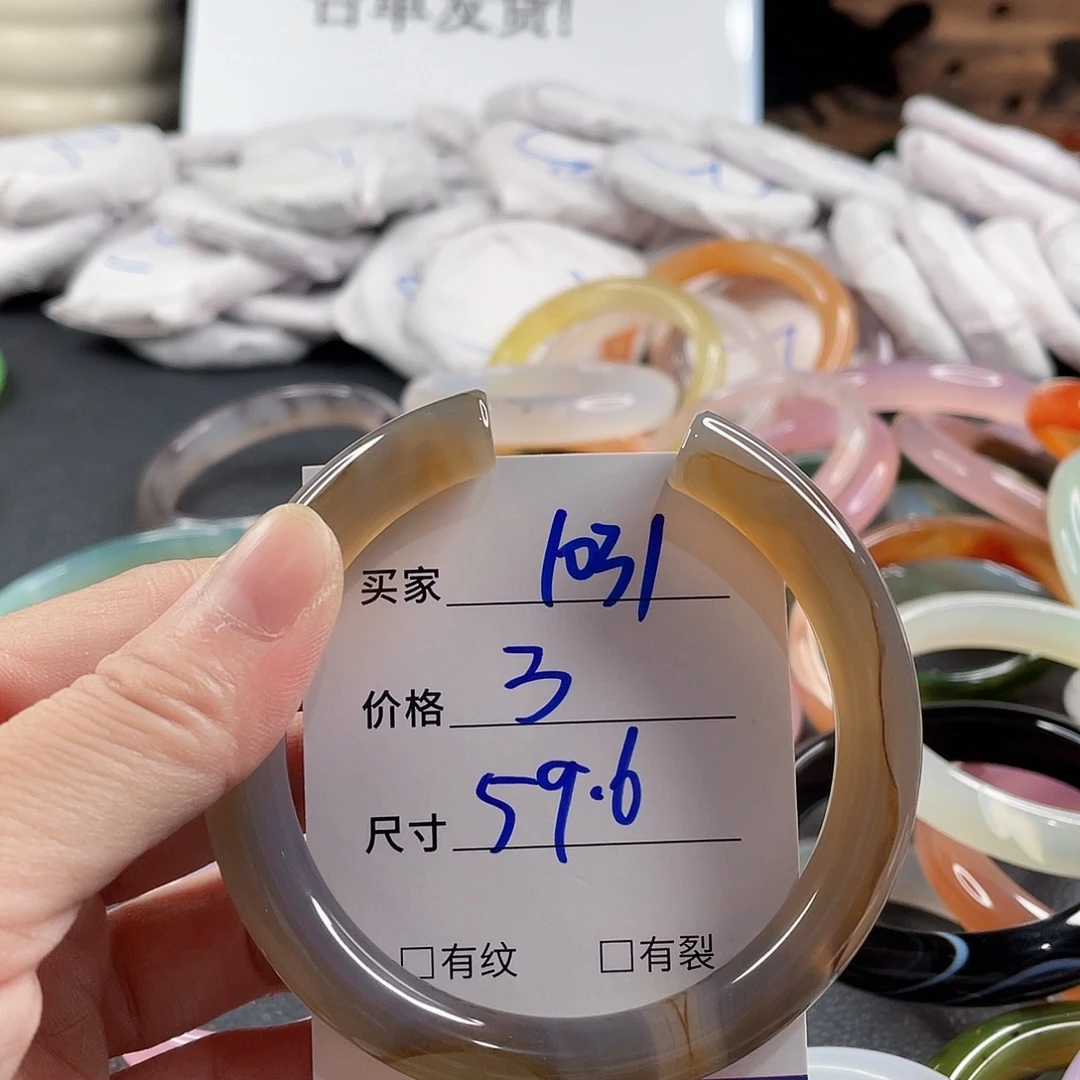 买家 1031
价格 3
尺寸 59.6
□有纹 □有裂